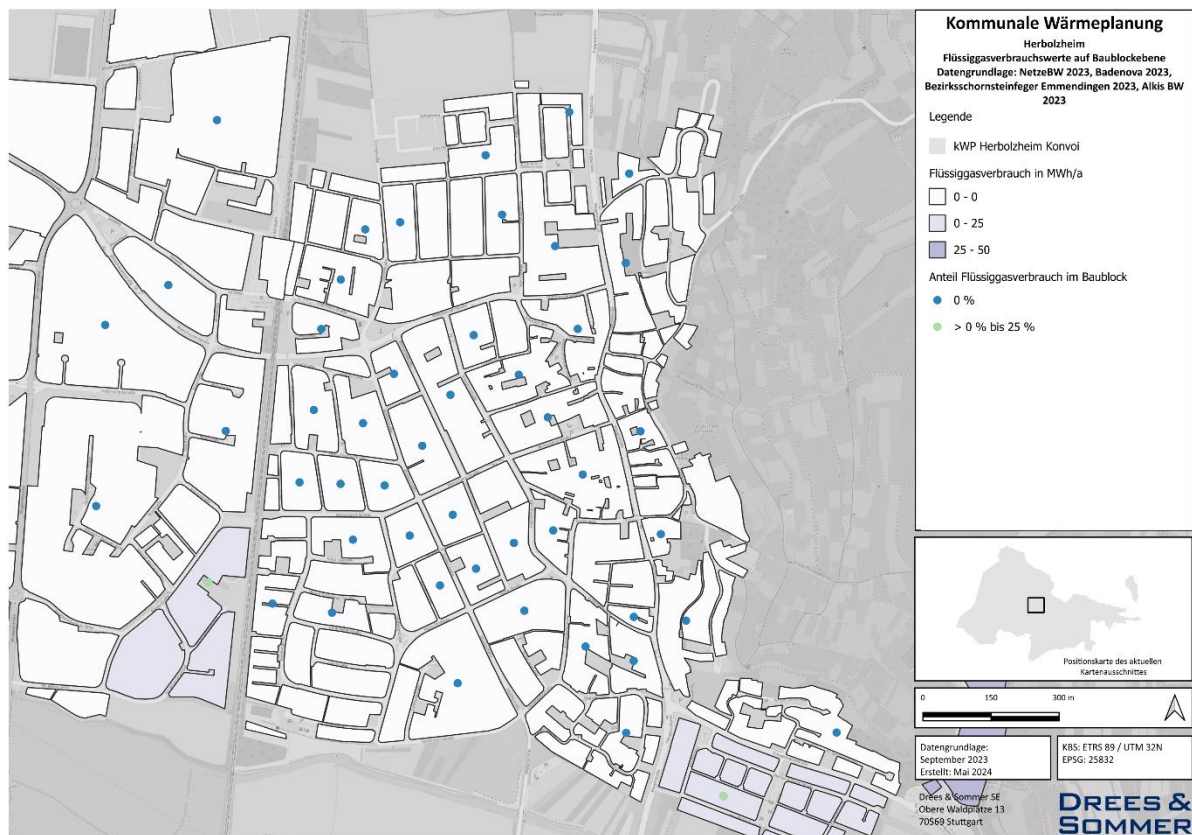 Kommunale Wärmeplanung
Herbolzheim
Flüssiggasverbrauchswerte auf Baublockebene
Datengrundlage: NetzeBW 2023, Badenova 2023,
Bezirksschornsteinfeger Emmendingen 2023, Alkis BW
2023
Legende
kWP Herbolzheim Konvoi
Flüssiggasverbrauch in MWh/a
0 - 0
0 - 25
25 - 50
Anteil Flüssiggasverbrauch im Baublock
0 %
> 0 % bis 25 %
Positionskarte des aktuellen
Kartenausschnittes
0 150 300 m
Datengrundlage:
September 2023
Erstellt: Mai 2024
KBS: ETRS 89 / UTM 32N
EPSG: 25832
Drees & Sommer SE
Obere Waldplätze 13
70569 Stuttgart
DREES &
SOMMER